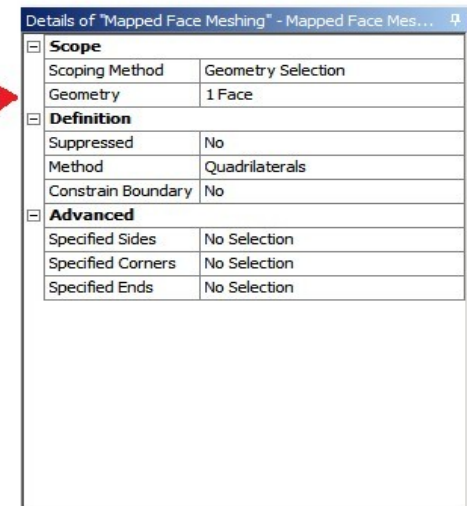 Details of "Mapped Face Meshing" - Mapped Face Mes...
Scope
Scoping Method Geometry Selection
Geometry 1 Face
Definition
Suppressed No
Method Quadrilaterals
Constrain Boundary No
Advanced
Specified Sides No Selection
Specified Corners No Selection
Specified Ends No Selection